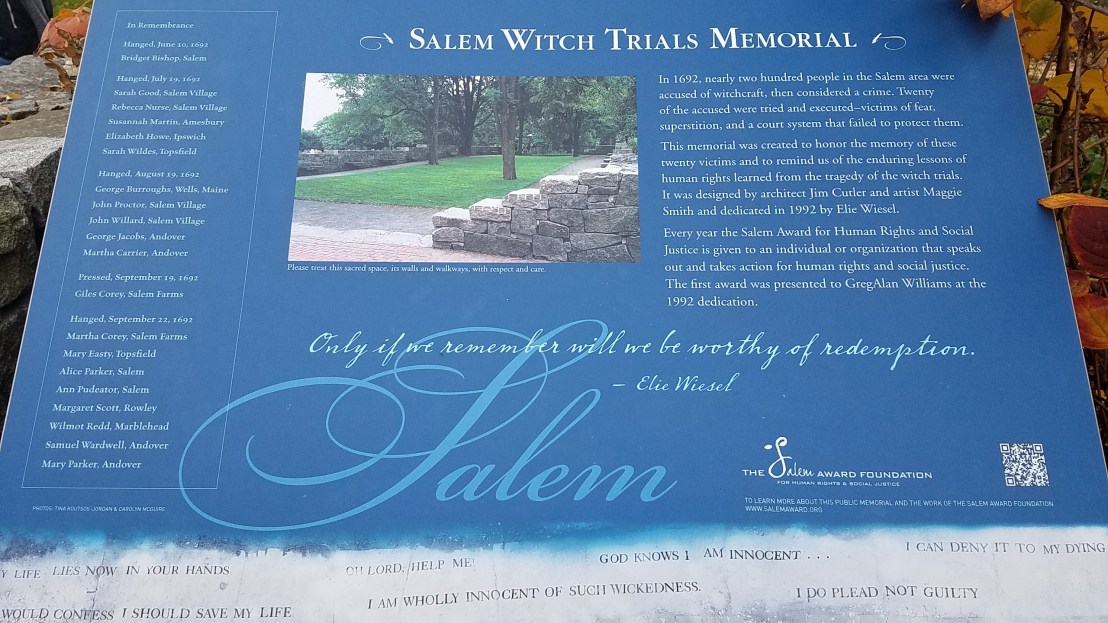 In Remembrance
Hanged, June 10, 1692
Bridget Bishop, Salem
Hanged, July 19, 1692
Sarah Good, Salem Village
Rebecca Nurse, Salem Village
Susannah Martin, Amesbury
Elizabeth Howe, Ipswich
Sarah Wildes, Topsfield
Hanged, August 19, 1692
George Burroughs, Wells, Maine
John Proctor, Salem Village
John Willard, Salem Village
George Jacobs, Andover
Martha Carrier, Andover
Pressed, September 19, 1692
Giles Corey, Salem Farms
Hanged, September 22, 1692
Martha Corey, Salem Farms
Mary Easty, Topsfield
Alice Parker, Salem
Ann Pudeator, Salem
Margaret Scott, Rowley
Wilmot Redd, Marblehead
Samuel Wardwell, Andover
Mary Parker, Andover
PHOTOS: TINA KOUTSOS-JORDAN & CAROLYN MCGUIRE
SALEM WITCH TRIALS MEMORIAL
Please treat this sacred space, its walls and walkways, with respect and care.
In 1692, nearly two hundred people in the Salem area were
accused of witchcraft, then considered a crime. Twenty
of the accused were tried and executed–victims of fear,
superstition, and a court system that failed to protect them.
This memorial was created to honor the memory of these
twenty victims and to remind us of the enduring lessons of
human rights learned from the tragedy of the witch trials.
It was designed by architect Jim Cutler and artist Maggie
Smith and dedicated in 1992 by Elie Wiesel.
Every year the Salem Award for Human Rights and Social
Justice is given to an individual or organization that speaks
out and takes action for human rights and social justice.
The first award was presented to GregAlan Williams at the
1992 dedication.
Only if we remember will we be worthy of redemption.
– Elie Wiesel
Salem
THE Salem AWARD FOUNDATION
FOR HUMAN RIGHTS & SOCIAL JUSTICE
TO LEARN MORE ABOUT THIS PUBLIC MEMORIAL AND THE WORK OF THE SALEM AWARD FOUNDATION
WWW.SALEMAWARD.ORG
Y LIFE LIES NOW IN YOUR HANDS
OH LORD, HELP ME!
GOD KNOWS I AM INNOCENT . . .
I CAN DENY IT TO MY DYING
WOULD CONFESS I SHOULD SAVE MY LIFE
I AM WHOLLY INNOCENT OF SUCH WICKEDNESS.
I DO PLEAD NOT GUILTY